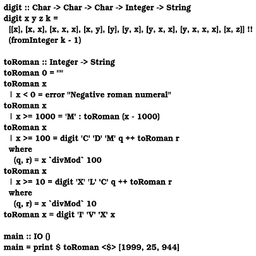 digit :: Char -> Char -> Char -> Integer -> String
digit x y z k =
[[x], [x, x], [x, x, x], [x, y], [y], [y, x], [y, x, x], [y, x, x, x], [x, z]] !!
(fromInteger k - 1)
toRoman :: Integer -> String
toRoman 0 = ""
toRoman x
| x < 0 = error "Negative roman numeral"
toRoman x
| x >= 1000 = 'M' : toRoman (x - 1000)
toRoman x
| x >= 100 = digit 'C' 'D' 'M' q ++ toRoman r
where
(q, r) = x `divMod` 100
toRoman x
| x >= 10 = digit 'X' 'L' 'C' q ++ toRoman r
where
(q, r) = x `divMod` 10
toRoman x = digit 'I' 'V' 'X' x
main :: IO ()
main = print $ toRoman <$> [1999, 25, 944]